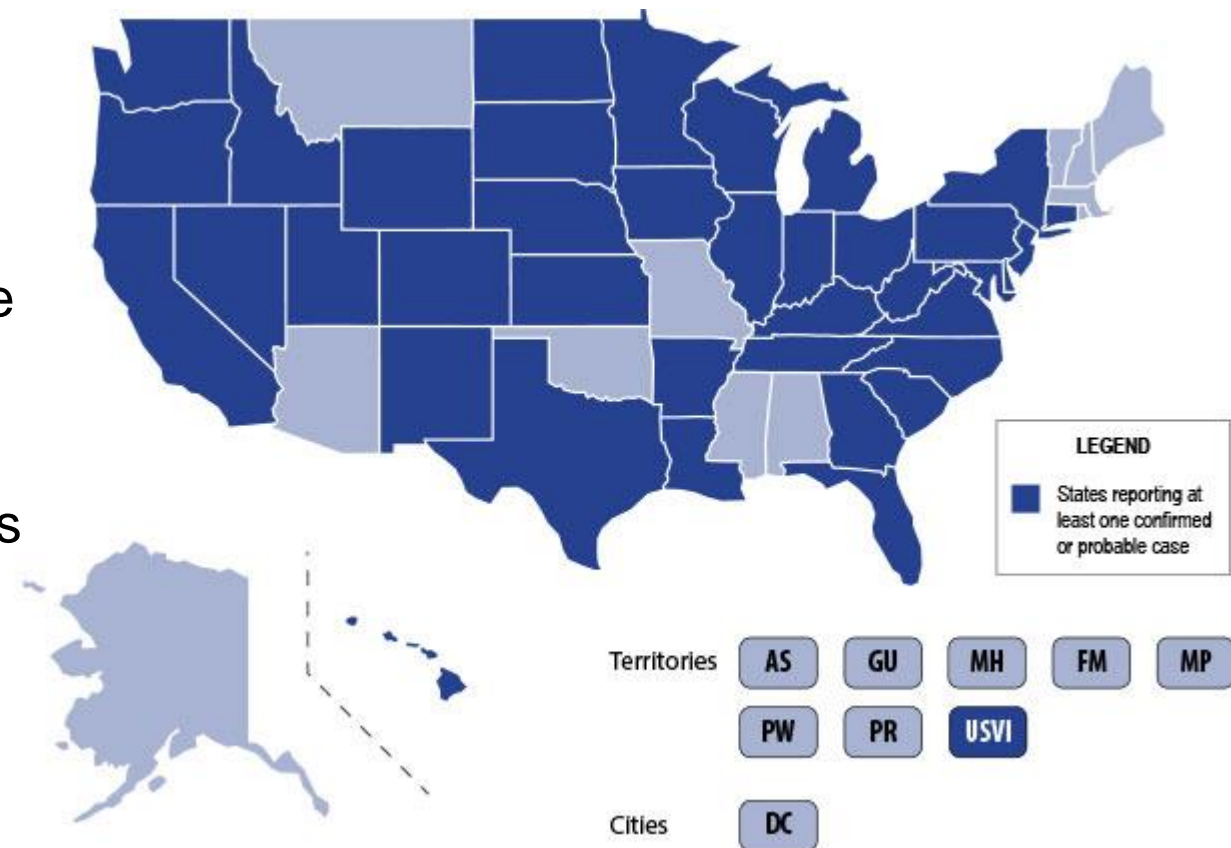 e
s
LEGEND
States reporting at
least one confirmed
or probable case
Territories AS GU MH FM MP
PW PR USVI
Cities DC